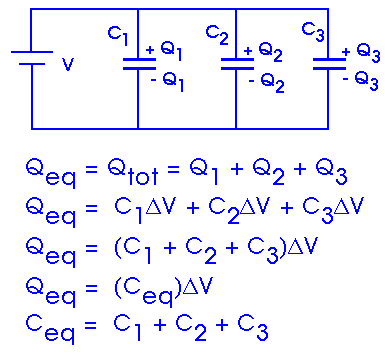 V
C₁ + Q₁ - Q₁
C₂ + Q₂ - Q₂
C₃ + Q₃ - Q₃
Qeq = Qtot = Q₁ + Q₂ + Q₃
Qeq = C₁ΔV + C₂ΔV + C₃ΔV
Qeq = (C₁ + C₂ + C₃)ΔV
Qeq = (Ceq)ΔV
Ceq = C₁ + C₂ + C₃